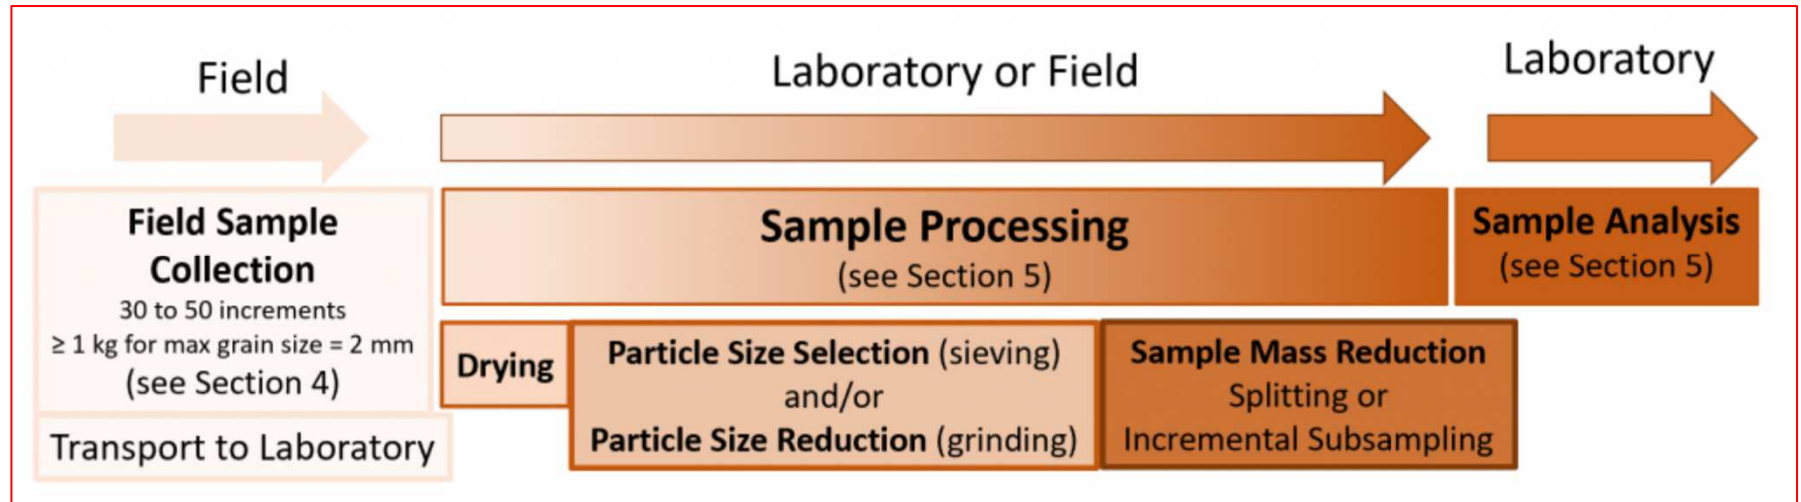 Field
Laboratory or Field
Laboratory
Field Sample
Collection
30 to 50 increments
≥ 1 kg for max grain size = 2 mm
(see Section 4)
Transport to Laboratory
Sample Processing
(see Section 5)
Sample Analysis
(see Section 5)
Drying
Particle Size Selection (sieving)
and/or
Particle Size Reduction (grinding)
Sample Mass Reduction
Splitting or
Incremental Subsampling